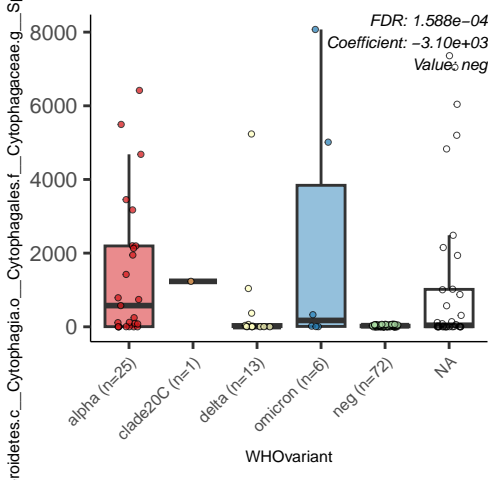 FDR: 1.588e−04
Coefficient: −3.10e+03
Value: neg
roidetes.c__Cytophagia.o__Cytophagales.f__Cytophagaceae.g__Sp
8000
6000
4000
2000
0
alpha (n=25)
clade20C (n=1)
delta (n=13)
omicron (n=6)
neg (n=72)
NA
WHOvariant